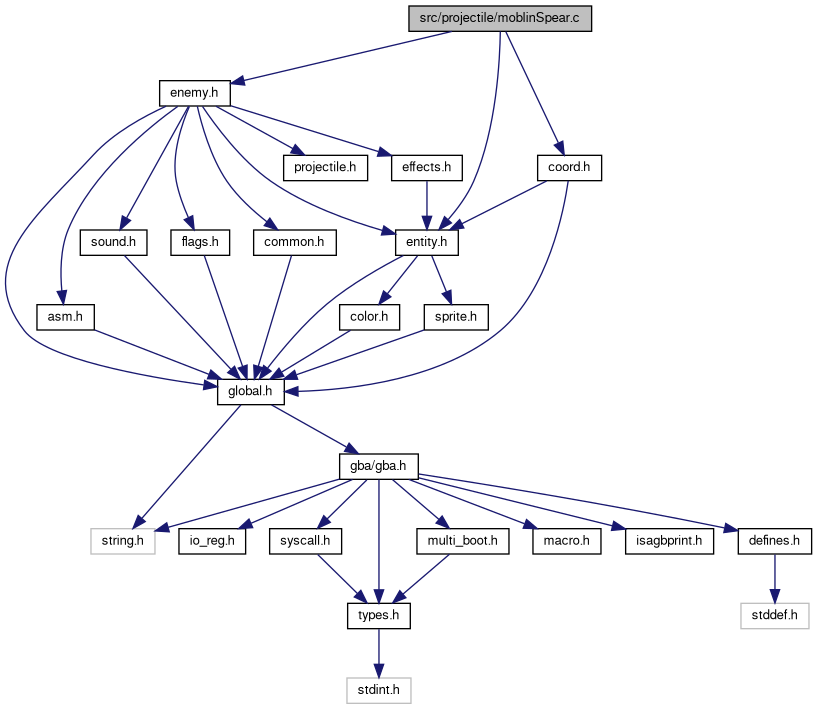 src/projectile/moblinSpear.c
enemy.h
projectile.h
effects.h
coord.h
sound.h
flags.h
common.h
entity.h
asm.h
color.h
sprite.h
global.h
gba/gba.h
string.h
io_reg.h
syscall.h
multi_boot.h
macro.h
isagbprint.h
defines.h
types.h
stddef.h
stdint.h